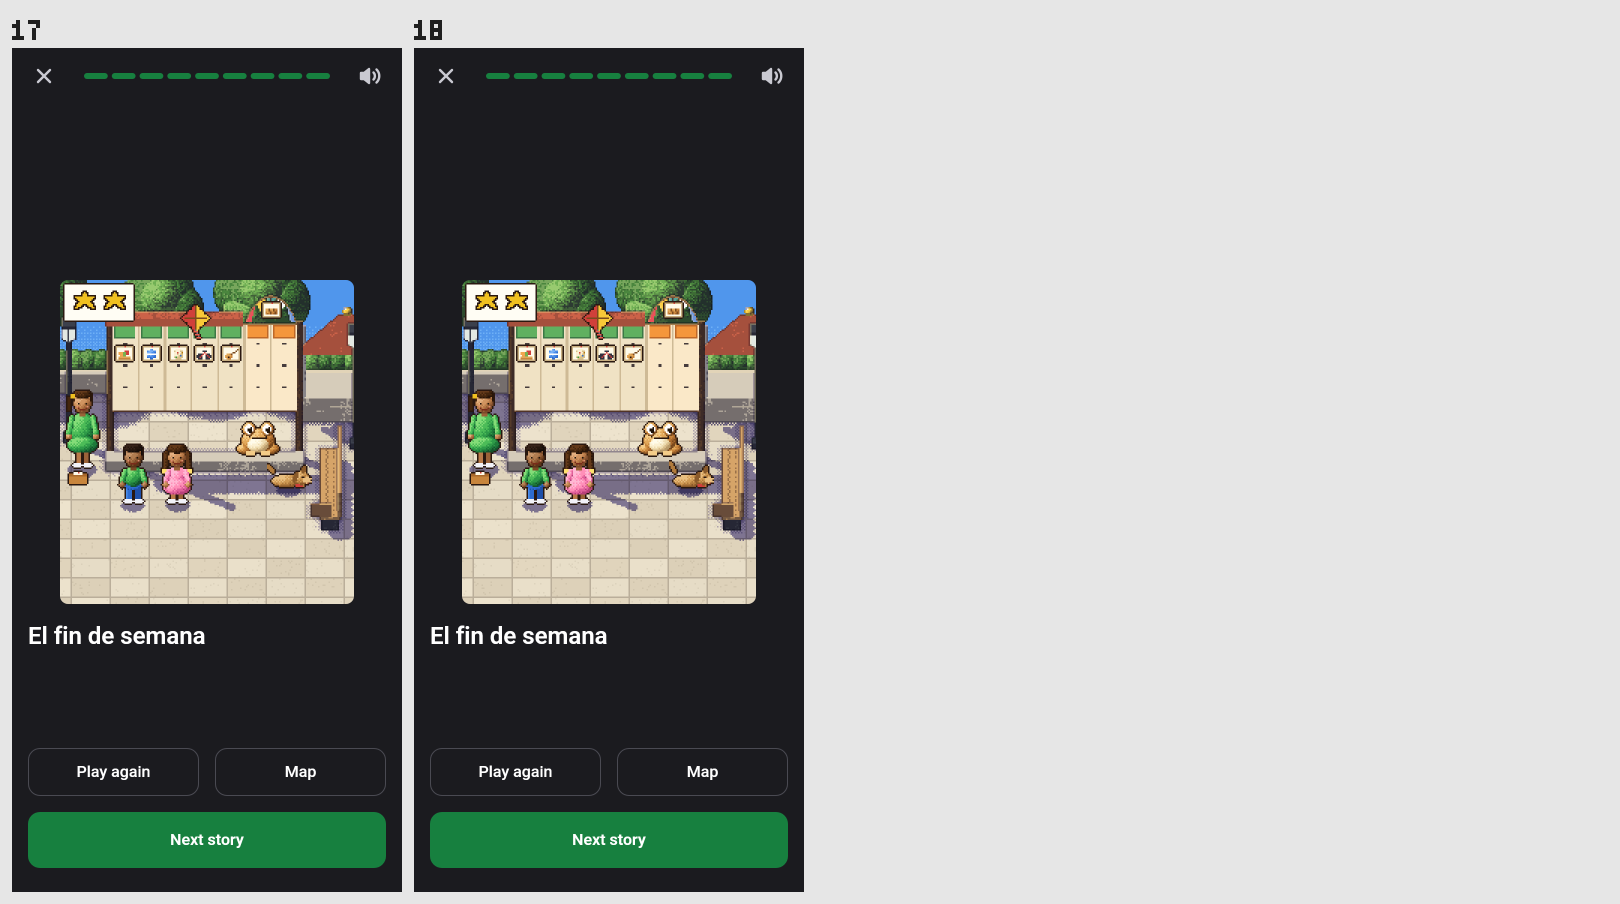 17
El fin de semana
Play again
Map
Next story
18
El fin de semana
Play again
Map
Next story